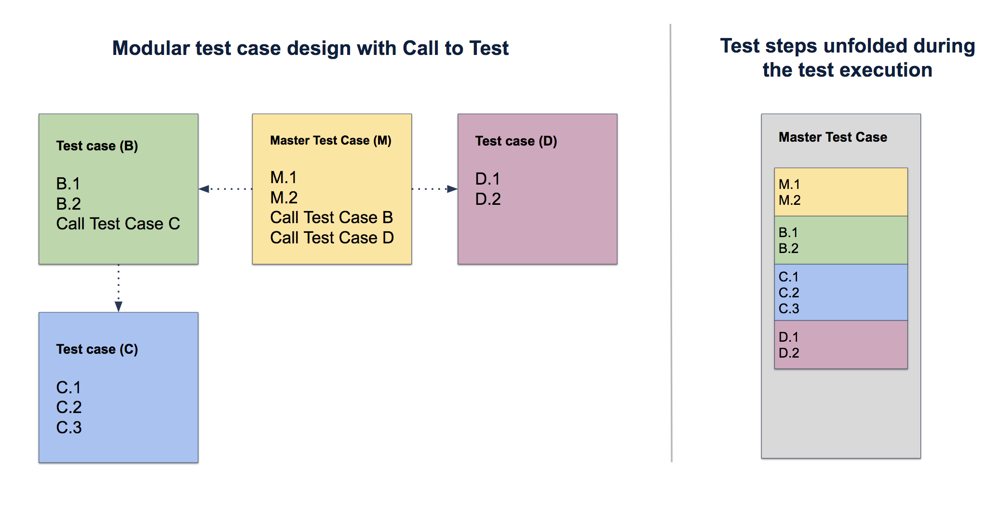 Modular test case design with Call to Test
Test case (B)
B.1
B.2
Call Test Case C
Master Test Case (M)
M.1
M.2
Call Test Case B
Call Test Case D
Test case (D)
D.1
D.2
Test case (C)
C.1
C.2
C.3
Test steps unfolded during
the test execution
Master Test Case
M.1
M.2
B.1
B.2
C.1
C.2
C.3
D.1
D.2